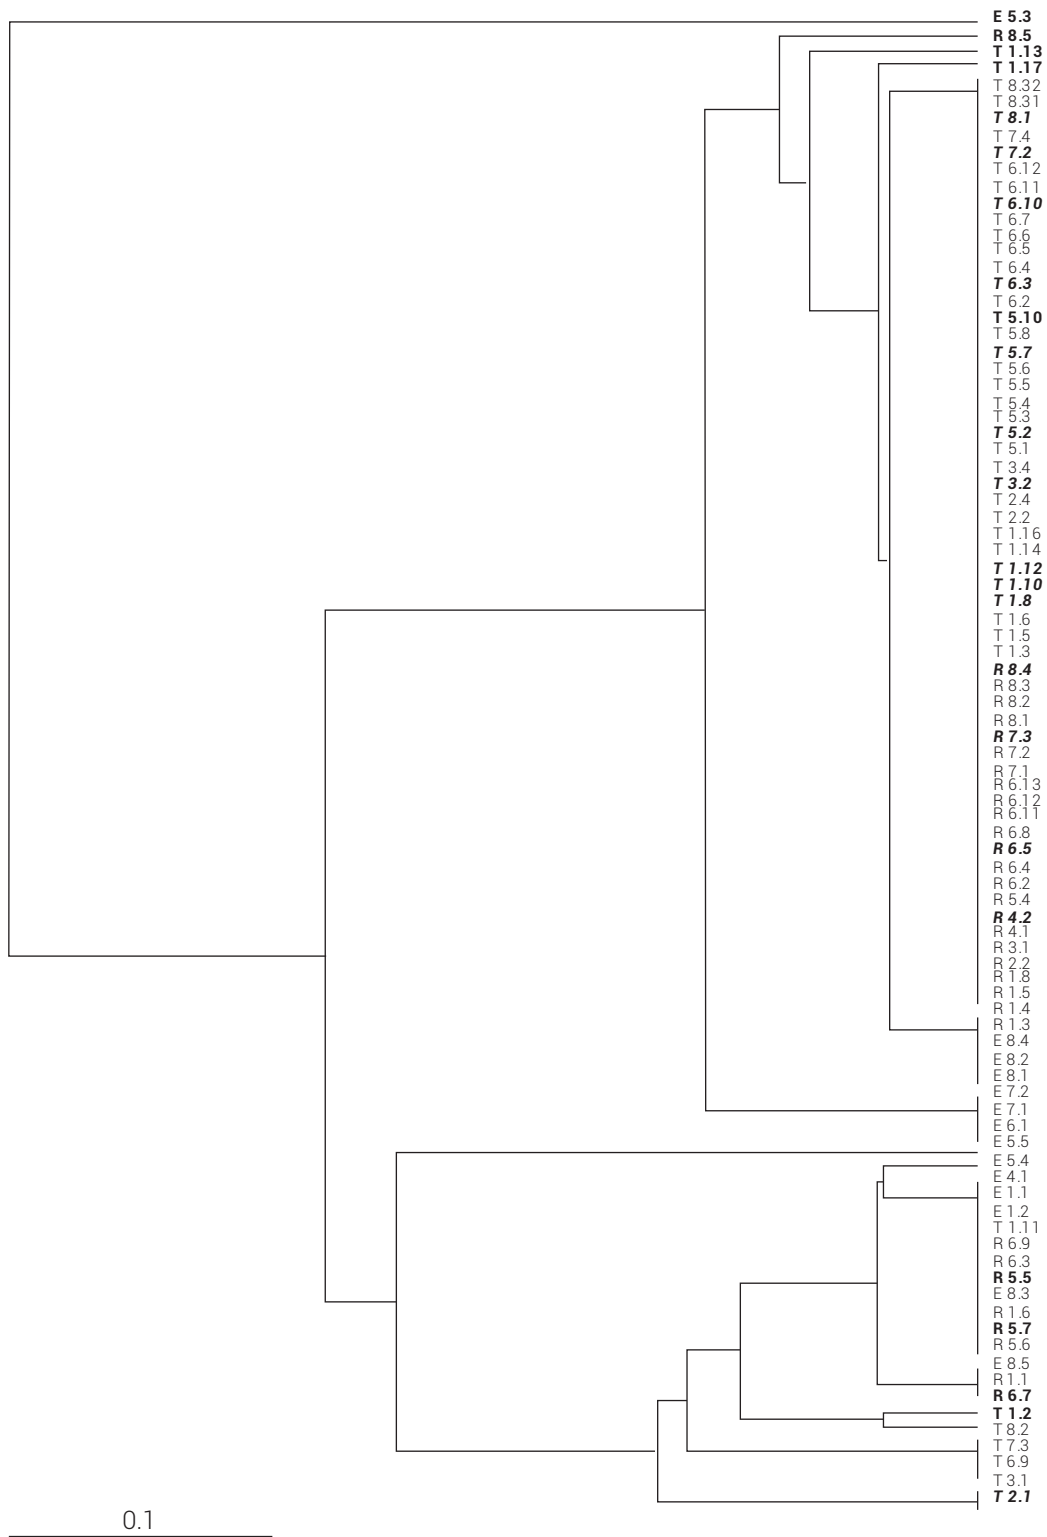 E 5.3
R 8.5
T 1.13
T 1.17
T 8.32
T 8.31
T 8.1
T 7.4
T 7.2
T 6.12
T 6.11
T 6.10
T 6.7
T 6.6
T 6.5
T 6.4
T 6.3
T 6.2
T 5.10
T 5.8
T 5.7
T 5.6
T 5.5
T 5.4
T 5.3
T 5.2
T 5.1
T 3.4
T 3.2
T 2.4
T 2.2
T 1.16
T 1.14
T 1.12
T 1.10
T 1.8
T 1.6
T 1.5
T 1.3
R 8.4
R 8.3
R 8.2
R 8.1
R 7.3
R 7.2
R 7.1
R 6.13
R 6.12
R 6.11
R 6.8
R 6.5
R 6.4
R 6.2
R 5.4
R 4.2
R 4.1
R 3.1
R 2.2
R 1.8
R 1.5
R 1.4
R 1.3
E 8.4
E 8.2
E 8.1
E 7.2
E 7.1
E 6.1
E 5.5
E 5.4
E 4.1
E 1.1
E 1.2
T 1.11
R 6.9
R 6.3
R 5.5
E 8.3
R 1.6
R 5.7
R 5.6
E 8.5
R 1.1
R 6.7
T 1.2
T 8.2
T 7.3
T 6.9
T 3.1
T 2.1
0.1